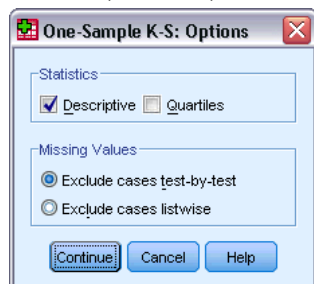 One-Sample K-S: Options
Statistics
Descriptive Quartiles
Missing Values
Exclude cases test-by-test
Exclude cases listwise
Continue Cancel Help